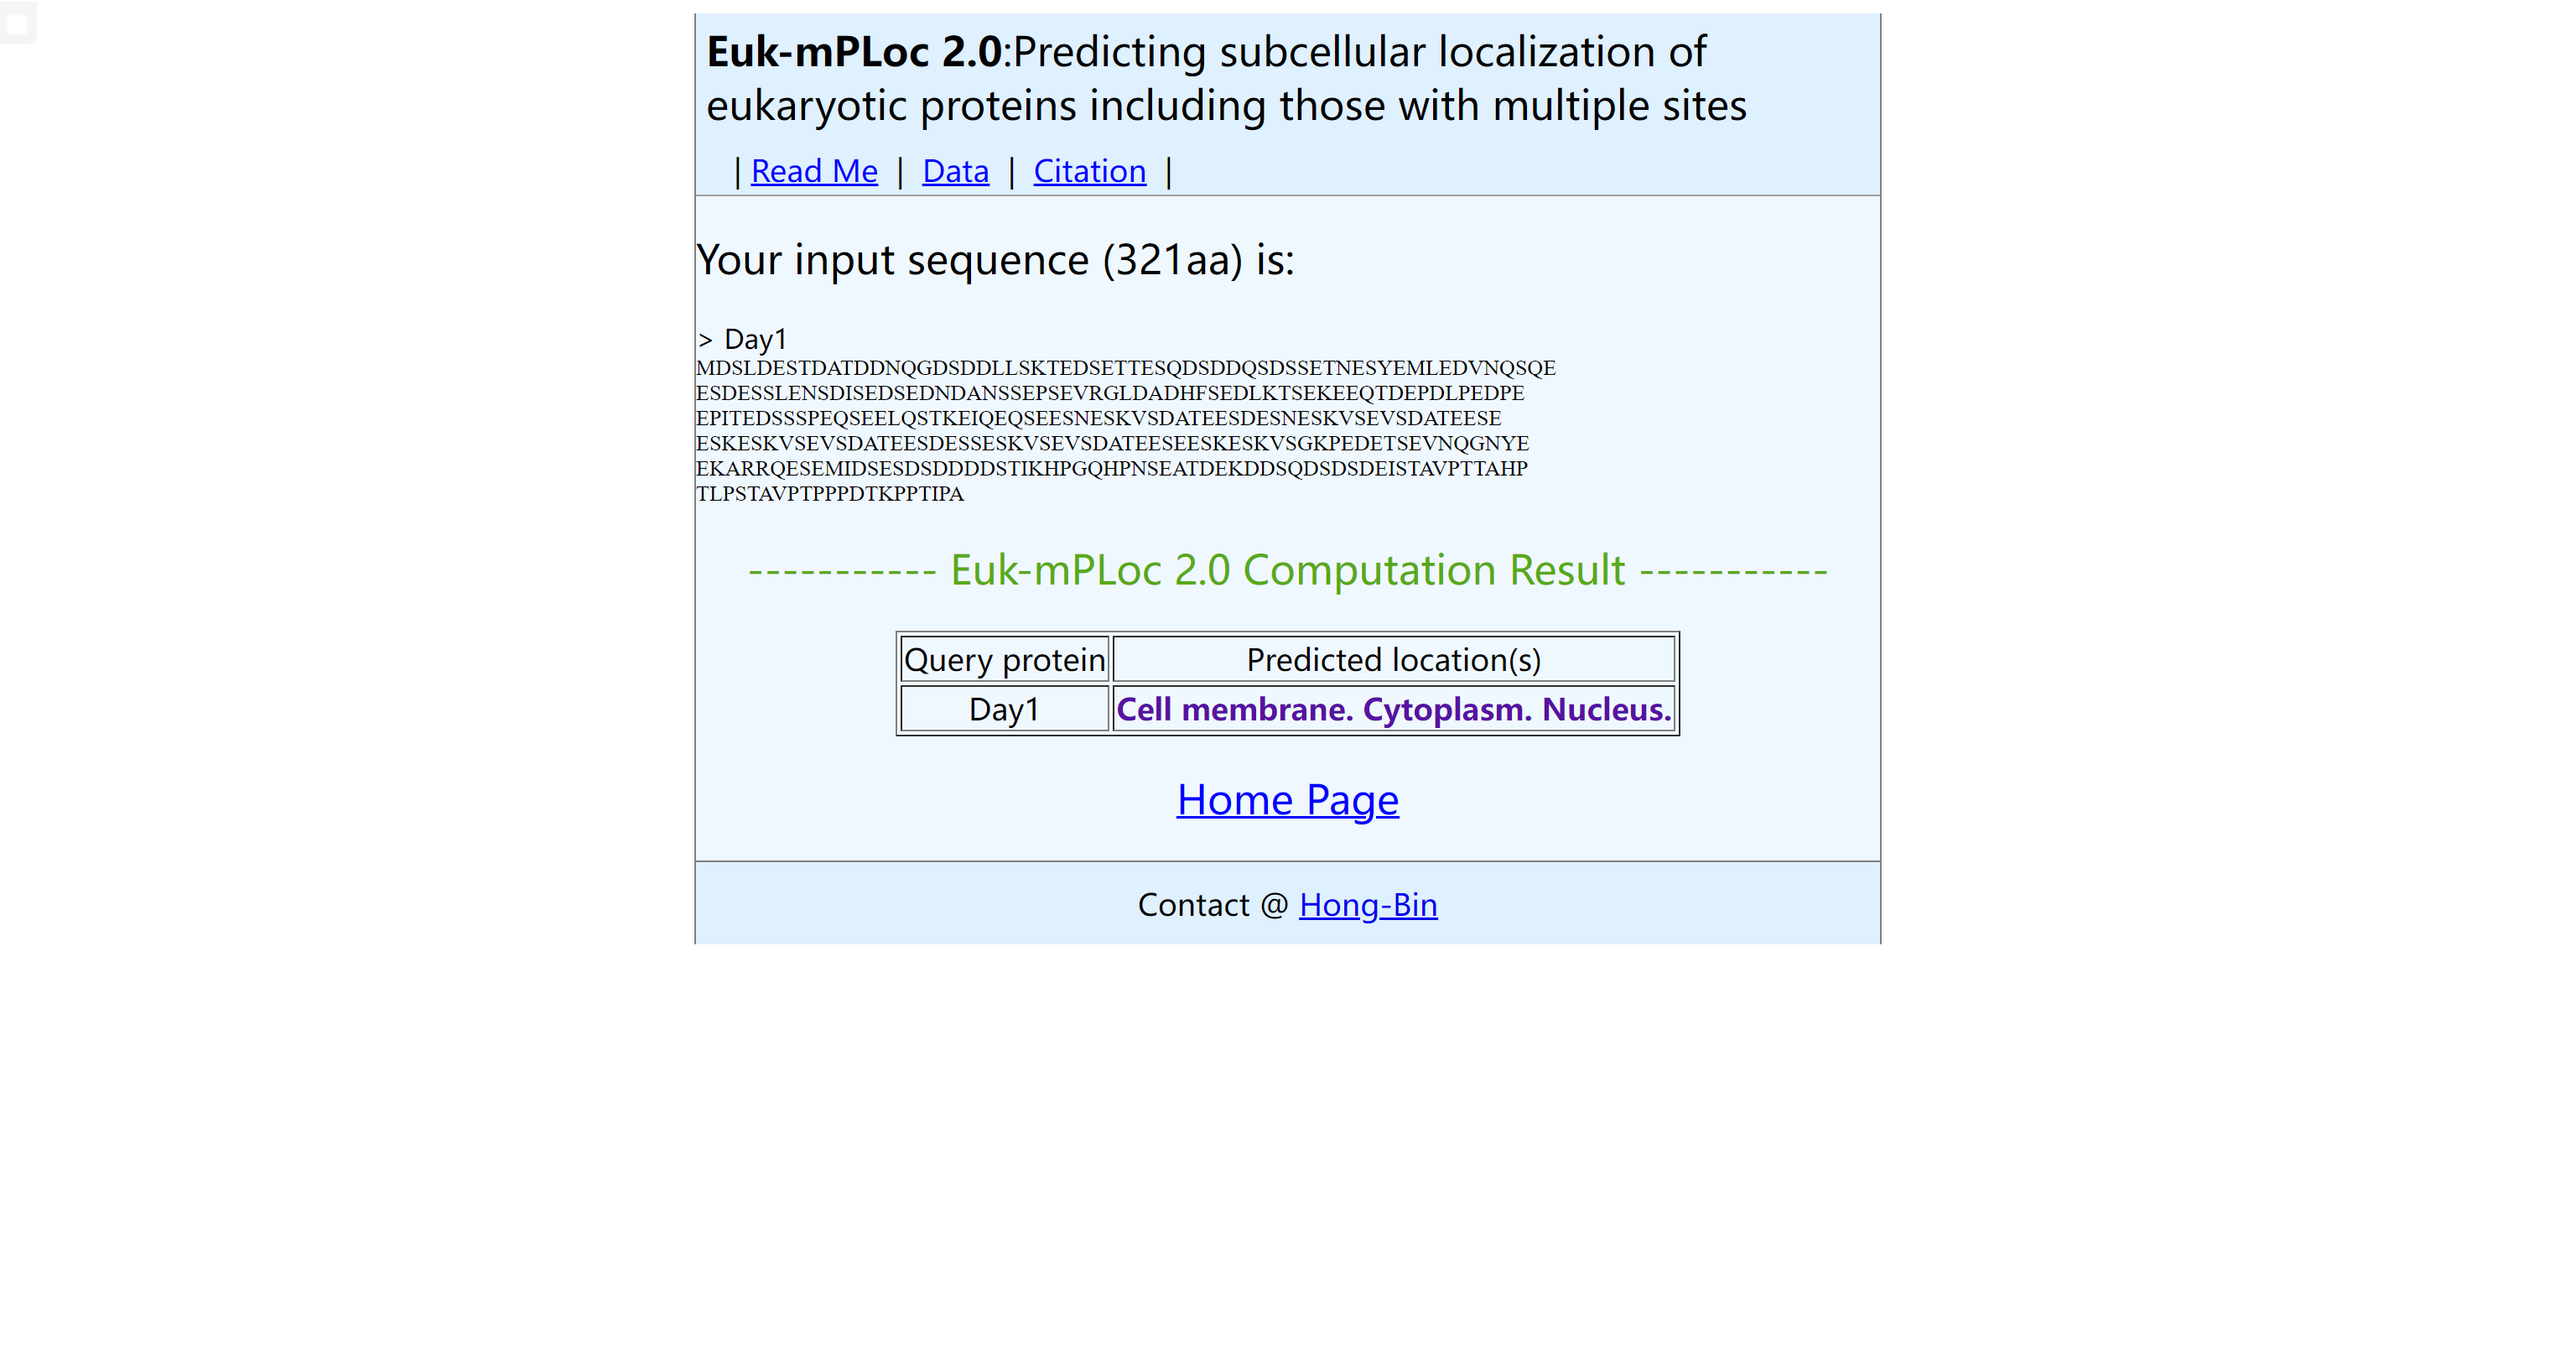 Euk-mPLoc 2.0:Predicting subcellular localization of
eukaryotic proteins including those with multiple sites
| Read Me | Data | Citation |
Your input sequence (321aa) is:
> Day1
MDSLDESTDATDDNQGDSDDLLSKTEDSETTESQDSDDQSDSSETNESYEMLEDVNQSQE
ESDESSLENSDISEDSEDNDANSSEPSEVRGLDADHFSEDLKTSEKEEQTDEPDLPEDPE
EPITEDSSSPEQSEELQSTKEIQEQSEESNESKVSDATEESDESNESKVSEVSDATEESE
ESKESKVSEVSDATEESDESSESKVSEVSDATEESEESKESKVSGKPEDETSEVNQGNYE
EKARRQESEMIDSESDSDDDDSTIKHPGQHPNSEATDEKDDSQDSDSDEISTAVPTTAHP
TLPSTAVPTPPPDTKPPTIPA
----------- Euk-mPLoc 2.0 Computation Result -----------
Query protein Predicted location(s)
Day1 Cell membrane. Cytoplasm. Nucleus.
Home Page
Contact @ Hong-Bin